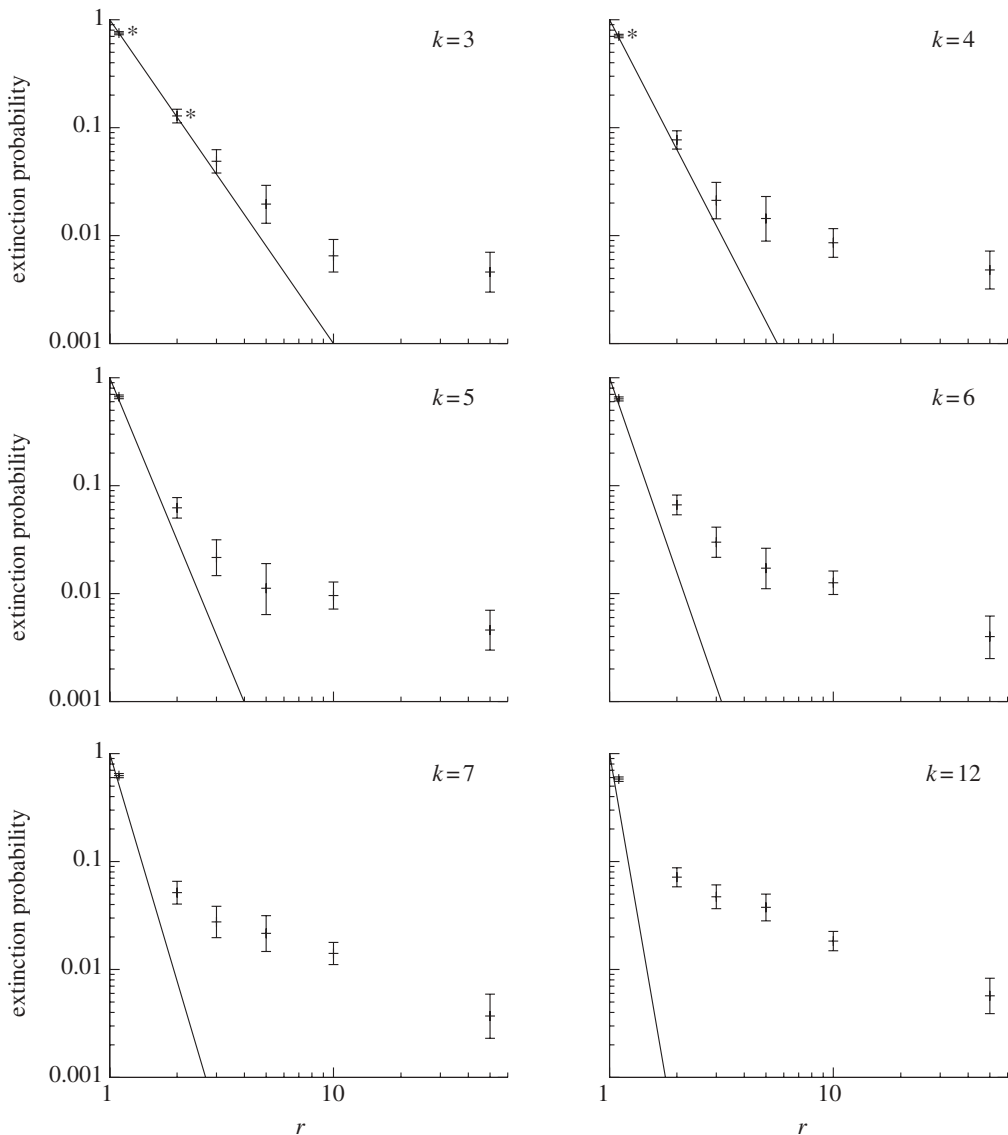 1
k=3
*
*
0.1
0.01
0.001
10
extinction probability
k=4
*
1
k=5
0.1
0.01
0.001
extinction probability
k=6
1
k=7
0.1
0.01
0.001
extinction probability
1
10
r
k=12
1
10
r